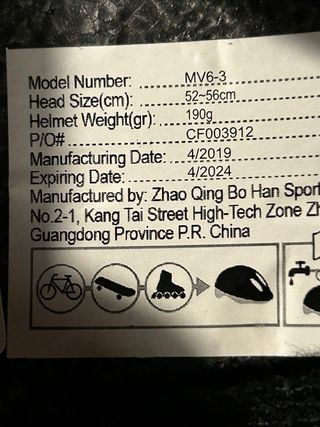 Model Number: MV6-3
Head Size(cm): 52~56cm
Helmet Weight(gr): 190g
P/O# CF003912
Manufacturing Date: 4/2019
Expiring Date: 4/2024
Manufactured by: Zhao Qing Bo Han Sport
No.2-1, Kang Tai Street High-Tech Zone Zh
Guangdong Province P.R. China